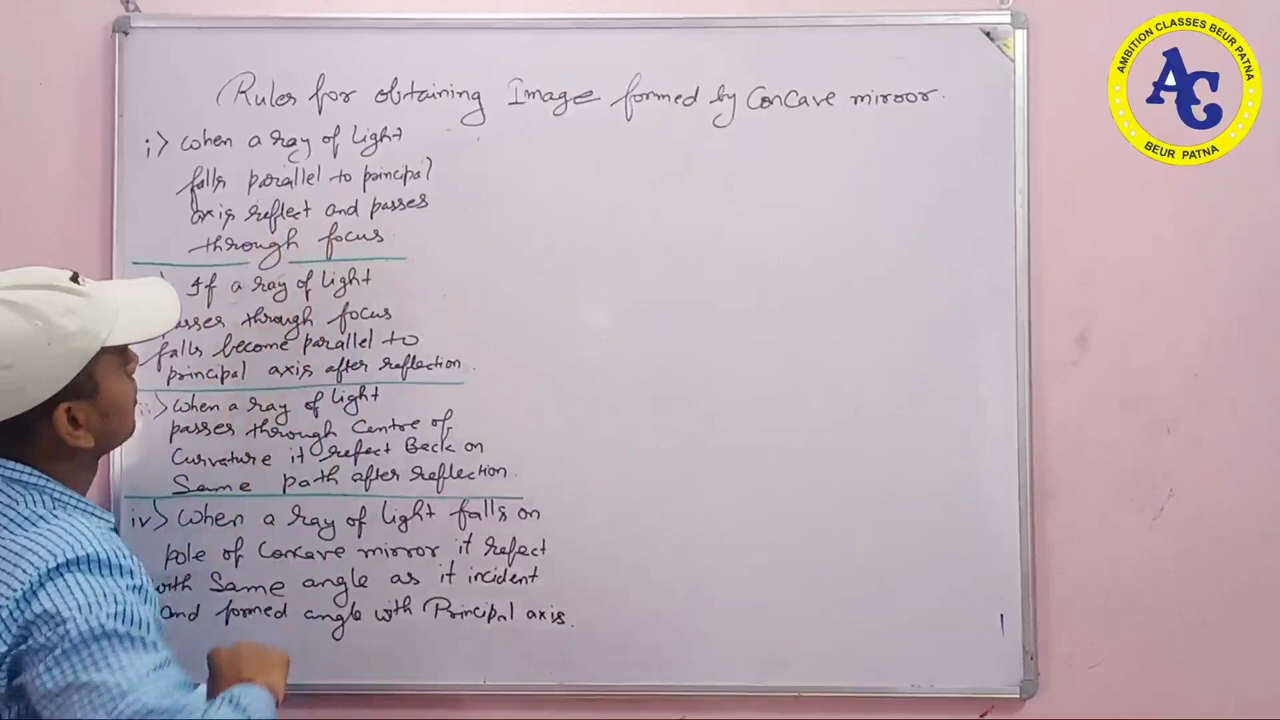 Rules for obtaining Image formed by Concave mirror.
i> When a ray of light
falls parallel to principal
axis reflect and passes
through focus.
If a ray of light
passes through focus
falls become parallel to
principal axis after reflection.
When a ray of light
passes through Centre of
Curvature it refect Back on
Same path after reflection.
iv> When a ray of light falls on
pole of Concave mirror it refect
with Same angle as it incident
and formed angle with Principal axis.
AMBITION CLASSES BEUR PATNA
AC
BEUR PATNA